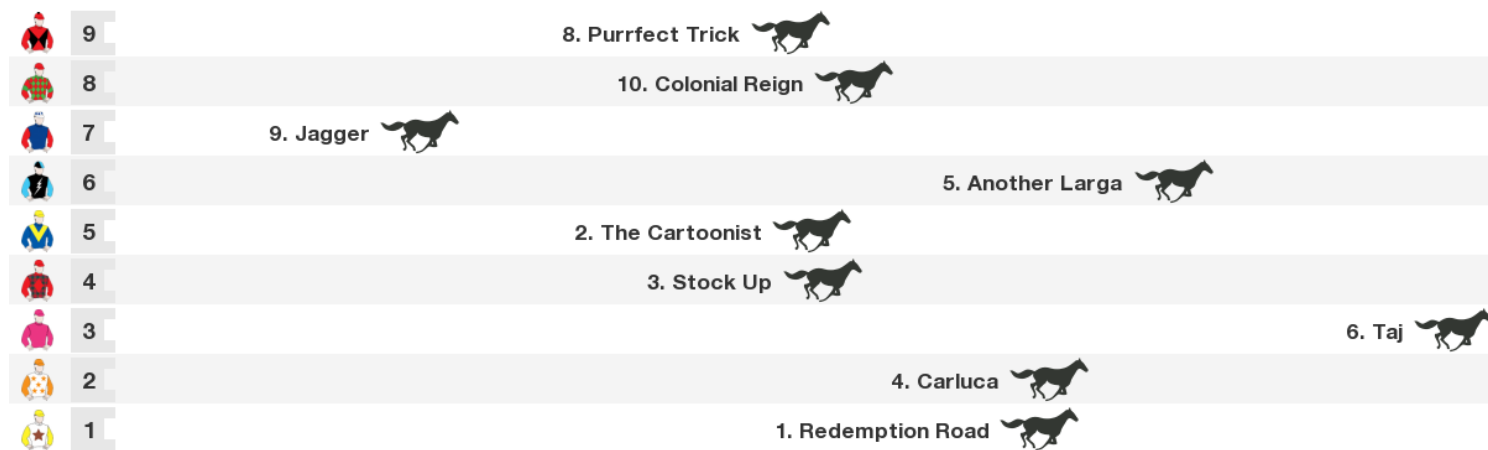 9 8. Purrfect Trick
8 10. Colonial Reign
7 9. Jagger
6 5. Another Larga
5 2. The Cartoonist
4 3. Stock Up
3 6. Taj
2 4. Carluca
1 1. Redemption Road